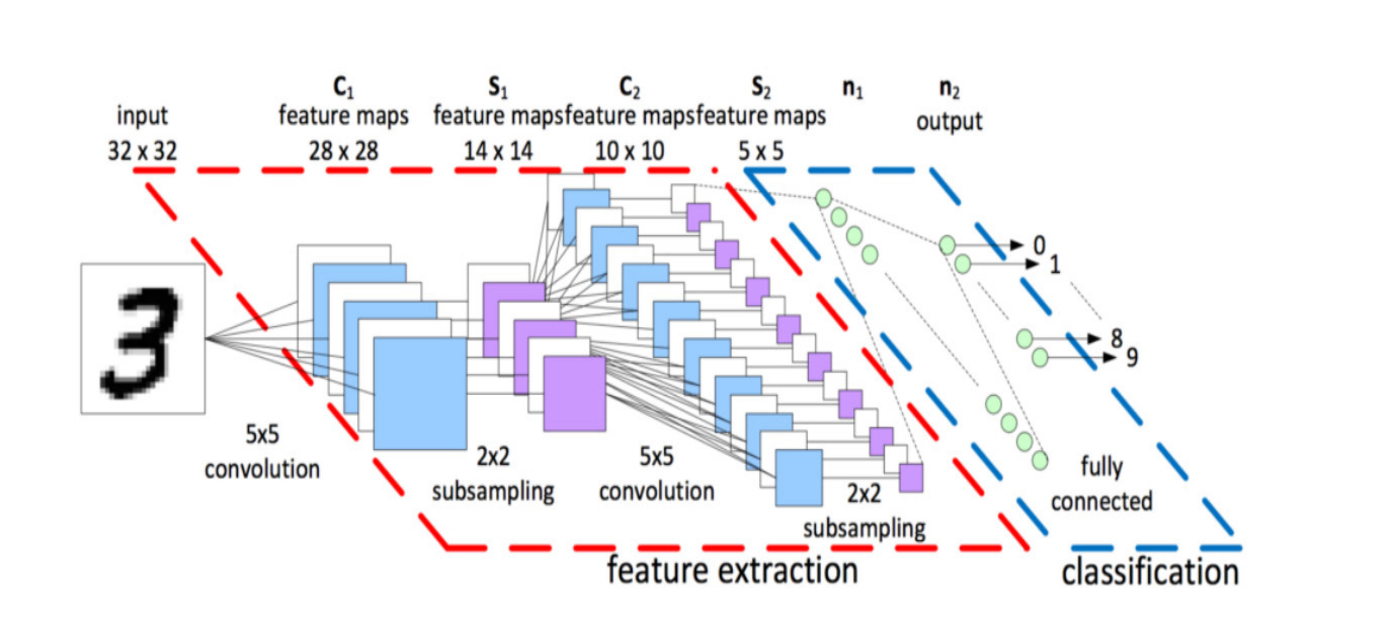 C₁ S₁ C₂ S₂ n₁ n₂
input feature maps feature mapsfeature mapsfeature maps output
32 x 32 28 x 28 14 x 14 10 x 10 5 x 5
3
0
1
8
9
5x5
convolution
2x2
subsampling
5x5
convolution
2x2
subsampling
fully
connected
feature extraction
classification